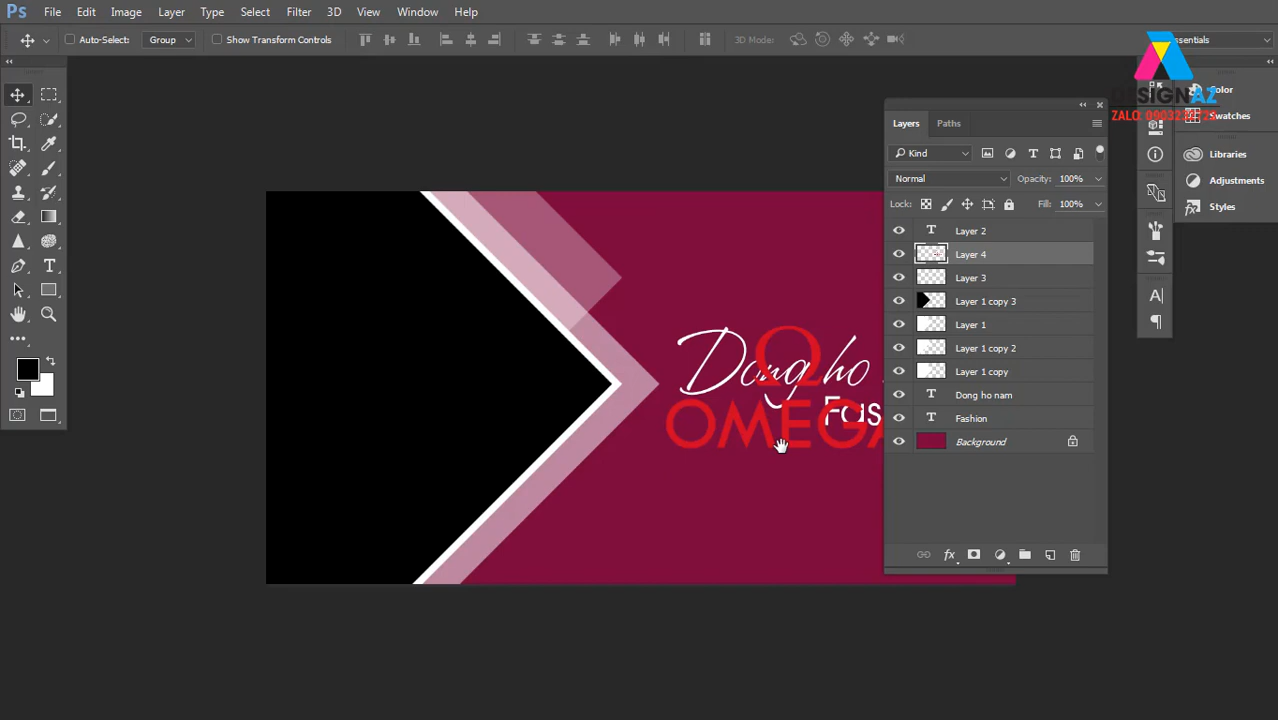 Ps File Edit Image Layer Type Select Filter 3D View Window Help
Auto-Select: Group Show Transform Controls 3D Mode:
DESIGNAZ
ZALO:
Color
Swatches
Libraries
Adjustments
Styles
Layers Paths
Kind
Normal Opacity: 100%
Lock: Fill: 100%
Layer 2
Layer 4
Layer 3
Layer 1 copy 3
Layer 1
Layer 1 copy 2
Layer 1 copy
Dong ho nam
Fashion
Background
fx
Dong ho
Fas
Ω
OMEGA